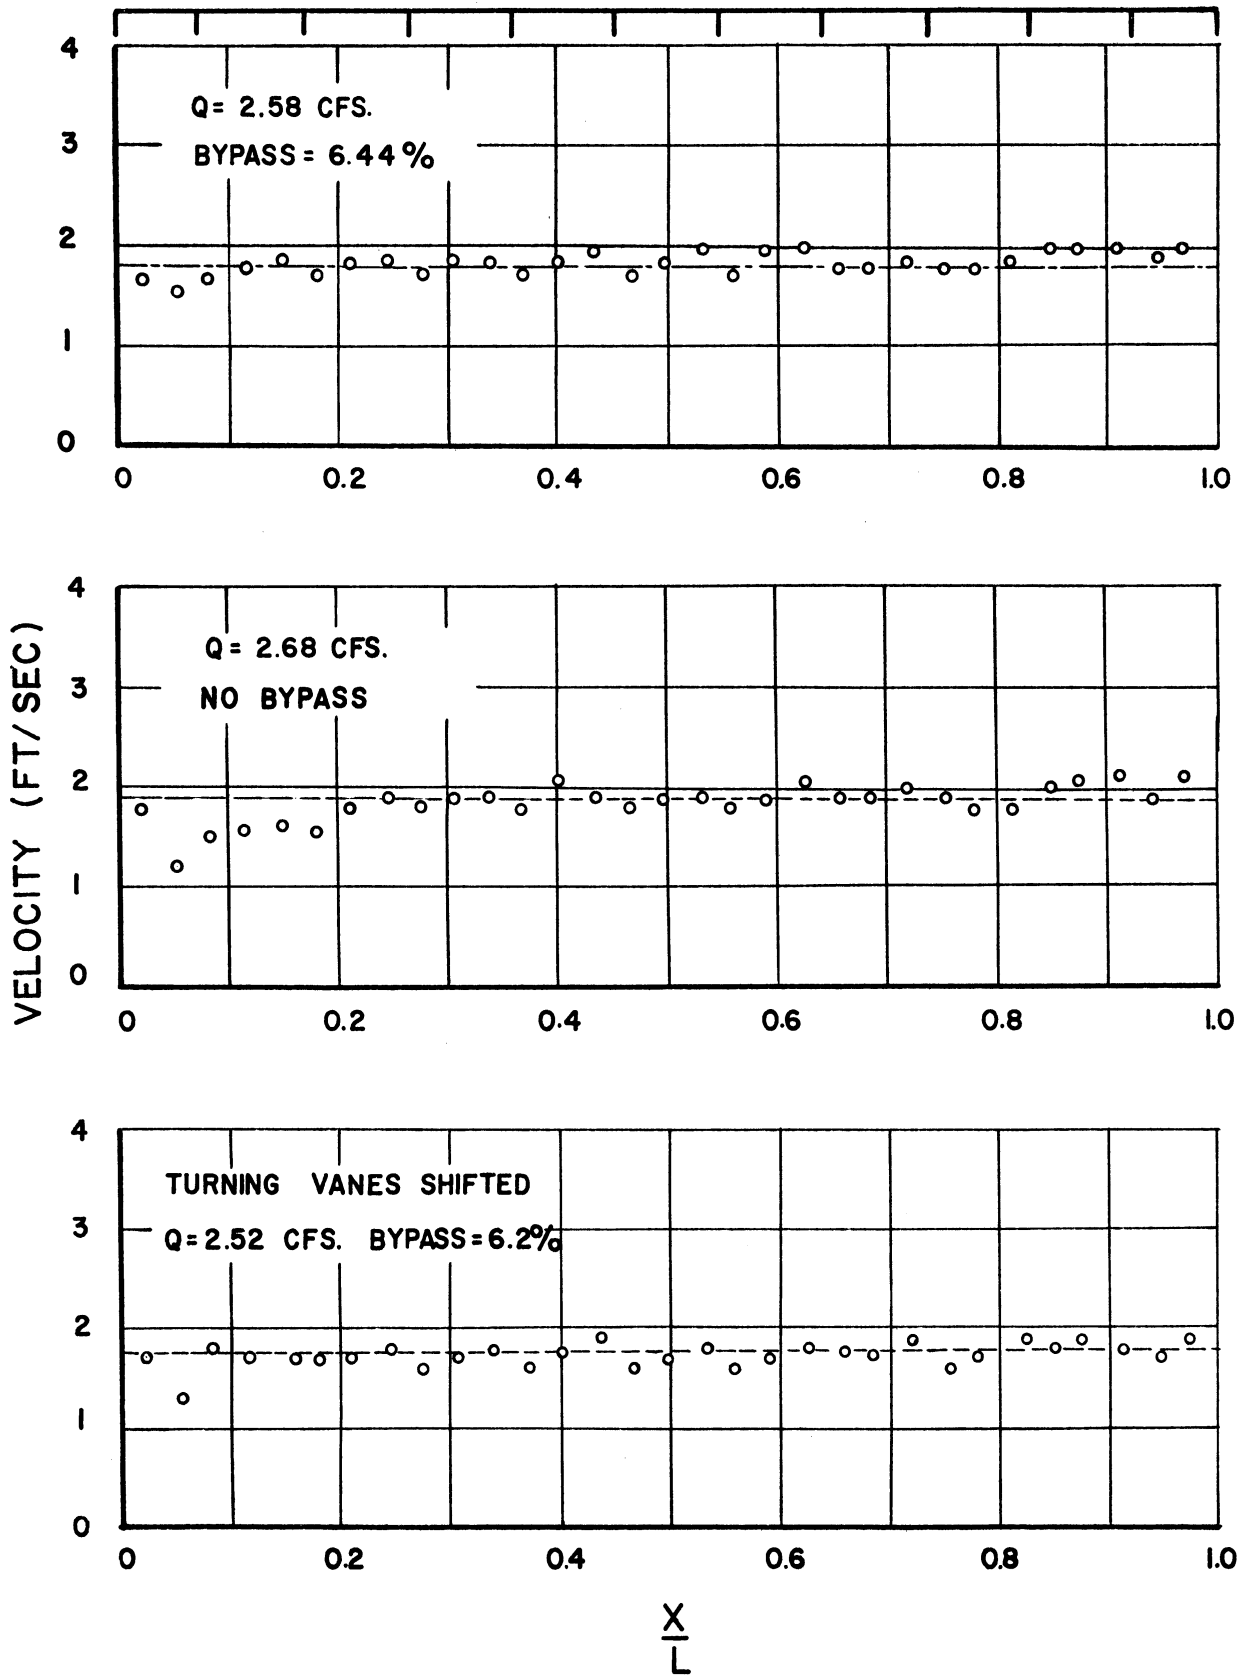 4
Q= 2.58 CFS.
3
BYPASS= 6.44%
2
1
0
0 0.2 0.4 0.6 0.8 1.0
VELOCITY (FT/SEC)
4
Q= 2.68 CFS.
3
NO BYPASS
2
1
0
0 0.2 0.4 0.6 0.8 1.0
4
TURNING VANES SHIFTED
3
Q=2.52 CFS. BYPASS=6.2%
2
1
0
0 0.2 0.4 0.6 0.8 1.0
X
L